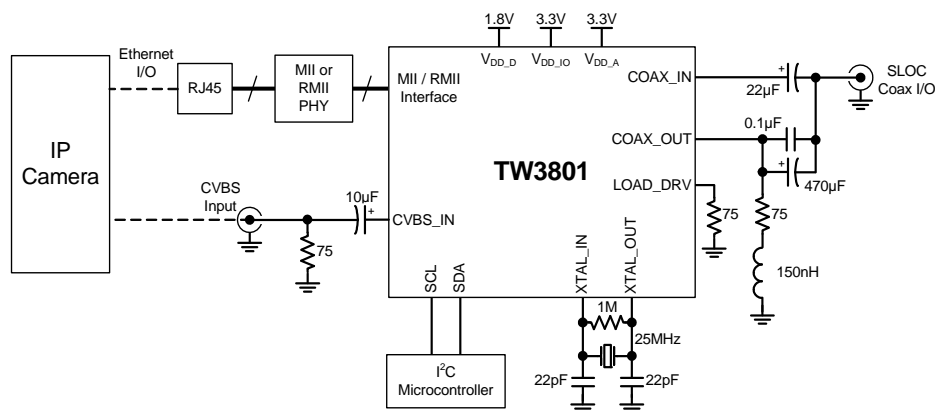 1.8V
3.3V
3.3V
VDD_D
VDD_IO
VDD_A
Ethernet
I/O
RJ45
MII or
RMII
PHY
MII / RMII
Interface
COAX_IN
22µF
+
SLOC
Coax I/O
0.1µF
COAX_OUT
+
470µF
IP
Camera
TW3801
LOAD_DRV
75
75
CVBS
Input
10µF
+
CVBS_IN
75
150nH
SCL
SDA
XTAL_IN
XTAL_OUT
1M
25MHz
22pF
22pF
I²C
Microcontroller